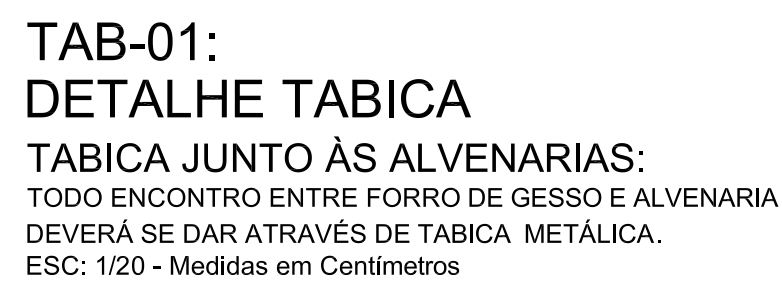 TAB-01:
DETALHE TABICA
TABICA JUNTO ÀS ALVENARIAS:
TODO ENCONTRO ENTRE FORRO DE GESSO E ALVENARIA
DEVERÁ SE DAR ATRAVÉS DE TABICA METÁLICA.
ESC: 1/20 - Medidas em Centímetros